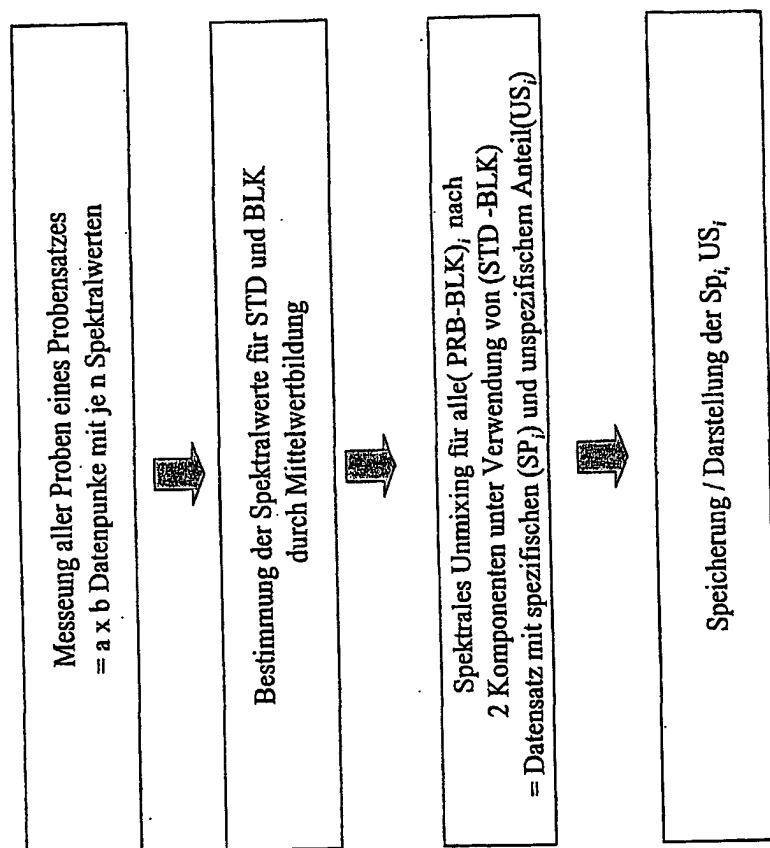 Messeung aller Proben eines Probensatzes
= a x b Datenpunke mit je n Spektralwerten
Bestimmung der Spektralwerte für STD und BLK
durch Mittelwertbildung
Spektrales Unmixing für alle( PRB-BLK)ᵢ, nach
2 Komponenten unter Verwendung von (STD -BLK)
= Datensatz mit spezifischen (SPᵢ) und unspezifischem Anteil(USᵢ)
Speicherung / Darstellung der Spᵢ, USᵢ